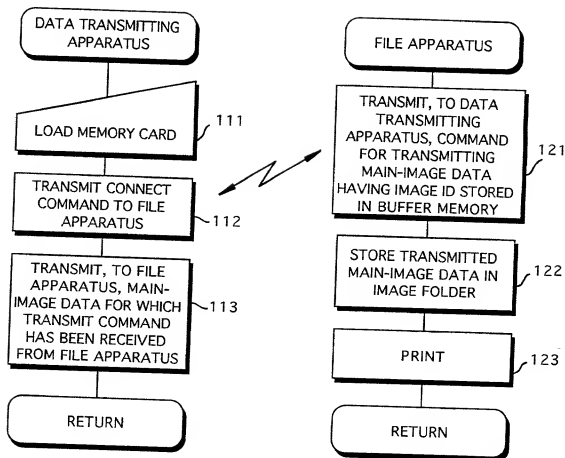 DATA TRANSMITTING
APPARATUS
LOAD MEMORY CARD
111
TRANSMIT CONNECT
COMMAND TO FILE
APPARATUS
112
TRANSMIT, TO FILE
APPARATUS, MAIN-
IMAGE DATA FOR WHICH
TRANSMIT COMMAND
HAS BEEN RECEIVED
FROM FILE APPARATUS
113
RETURN
FILE APPARATUS
TRANSMIT, TO DATA
TRANSMITTING
APPARATUS, COMMAND
FOR TRANSMITTING
MAIN-IMAGE DATA
HAVING IMAGE ID STORED
IN BUFFER MEMORY
121
STORE TRANSMITTED
MAIN-IMAGE DATA IN
IMAGE FOLDER
122
PRINT
123
RETURN